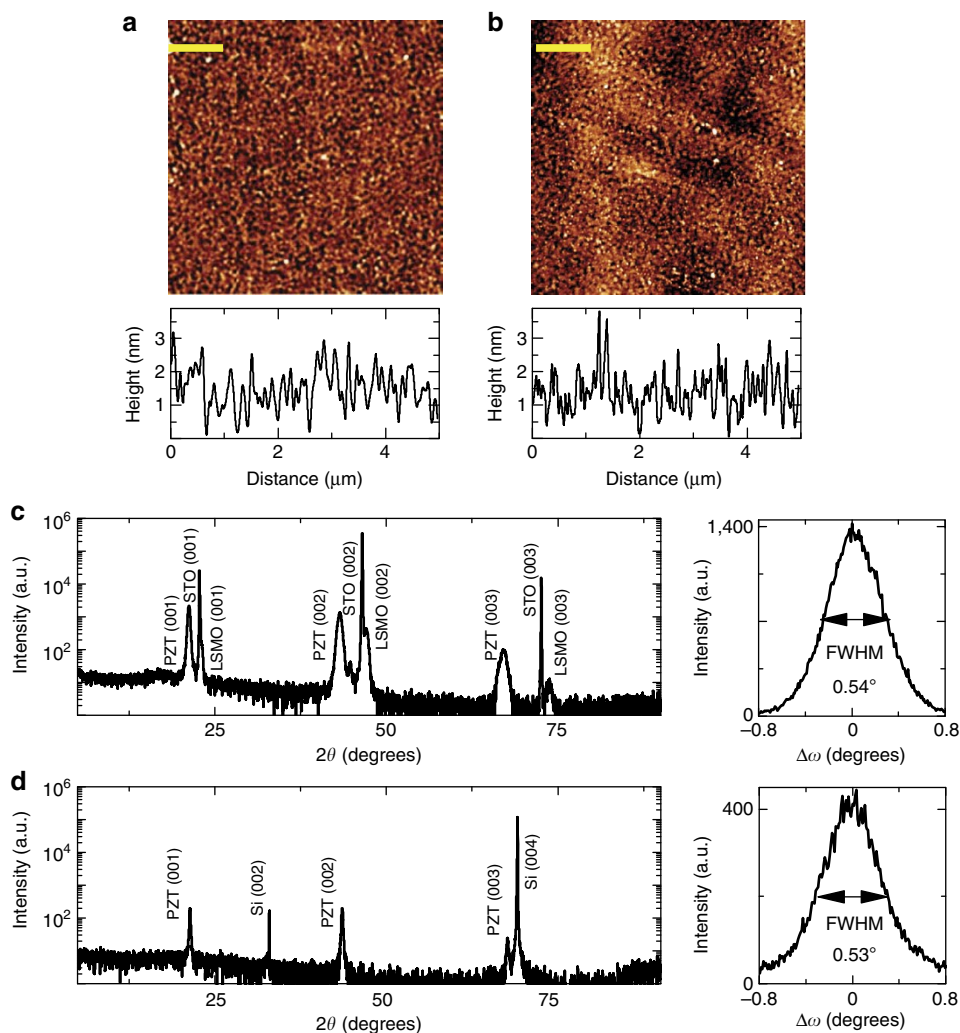 a
b
Height (nm)
3
2
1
0
2
4
Distance (μm)
Height (nm)
3
2
1
0
2
4
Distance (μm)
c
Intensity (a.u.)
10^6
10^4
10^2
PZT (001)
STO (001)
LSMO (001)
PZT (002)
STO (002)
LSMO (002)
PZT (003)
STO (003)
LSMO (003)
25
50
75
2θ (degrees)
Intensity (a.u.)
1,400
0
FWHM
0.54°
–0.8
0
0.8
Δω (degrees)
d
Intensity (a.u.)
10^6
10^4
10^2
PZT (001)
Si (002)
PZT (002)
PZT (003)
Si (004)
25
50
75
2θ (degrees)
Intensity (a.u.)
400
0
FWHM
0.53°
–0.8
0
0.8
Δω (degrees)